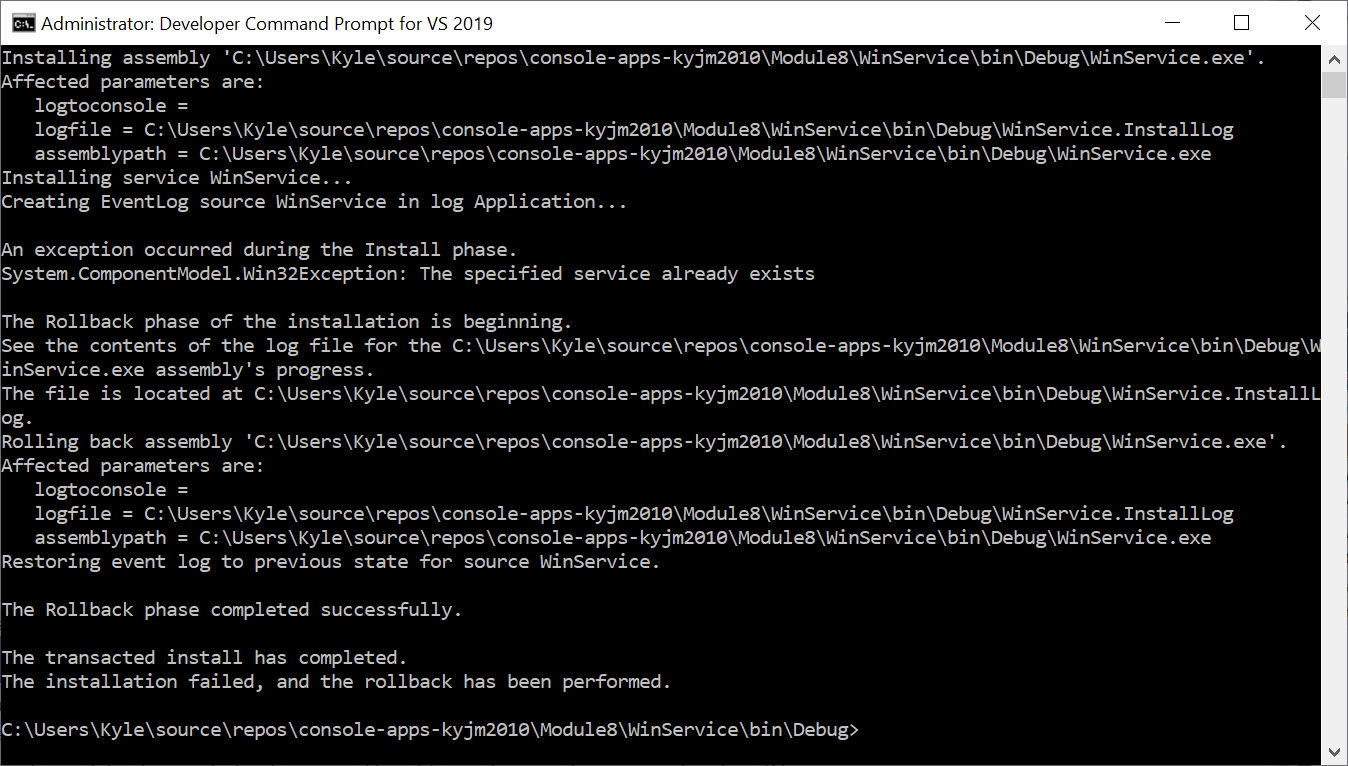 Administrator: Developer Command Prompt for VS 2019
Installing assembly 'C:\Users\Kyle\source\repos\console-apps-kyjm2010\Module8\WinService\bin\Debug\WinService.exe'.
Affected parameters are:
   logtoconsole =
   logfile = C:\Users\Kyle\source\repos\console-apps-kyjm2010\Module8\WinService\bin\Debug\WinService.InstallLog
   assemblypath = C:\Users\Kyle\source\repos\console-apps-kyjm2010\Module8\WinService\bin\Debug\WinService.exe
Installing service WinService...
Creating EventLog source WinService in log Application...

An exception occurred during the Install phase.
System.ComponentModel.Win32Exception: The specified service already exists

The Rollback phase of the installation is beginning.
See the contents of the log file for the C:\Users\Kyle\source\repos\console-apps-kyjm2010\Module8\WinService\bin\Debug\W
inService.exe assembly's progress.
The file is located at C:\Users\Kyle\source\repos\console-apps-kyjm2010\Module8\WinService\bin\Debug\WinService.InstallL
og.
Rolling back assembly 'C:\Users\Kyle\source\repos\console-apps-kyjm2010\Module8\WinService\bin\Debug\WinService.exe'.
Affected parameters are:
   logtoconsole =
   logfile = C:\Users\Kyle\source\repos\console-apps-kyjm2010\Module8\WinService\bin\Debug\WinService.InstallLog
   assemblypath = C:\Users\Kyle\source\repos\console-apps-kyjm2010\Module8\WinService\bin\Debug\WinService.exe
Restoring event log to previous state for source WinService.

The Rollback phase completed successfully.

The transacted install has completed.
The installation failed, and the rollback has been performed.

C:\Users\Kyle\source\repos\console-apps-kyjm2010\Module8\WinService\bin\Debug>